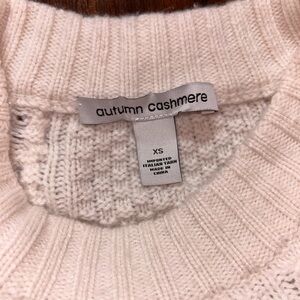 autumn cashmere
XS
IMPORTED
ITALIAN YARN
MADE IN
CHINA